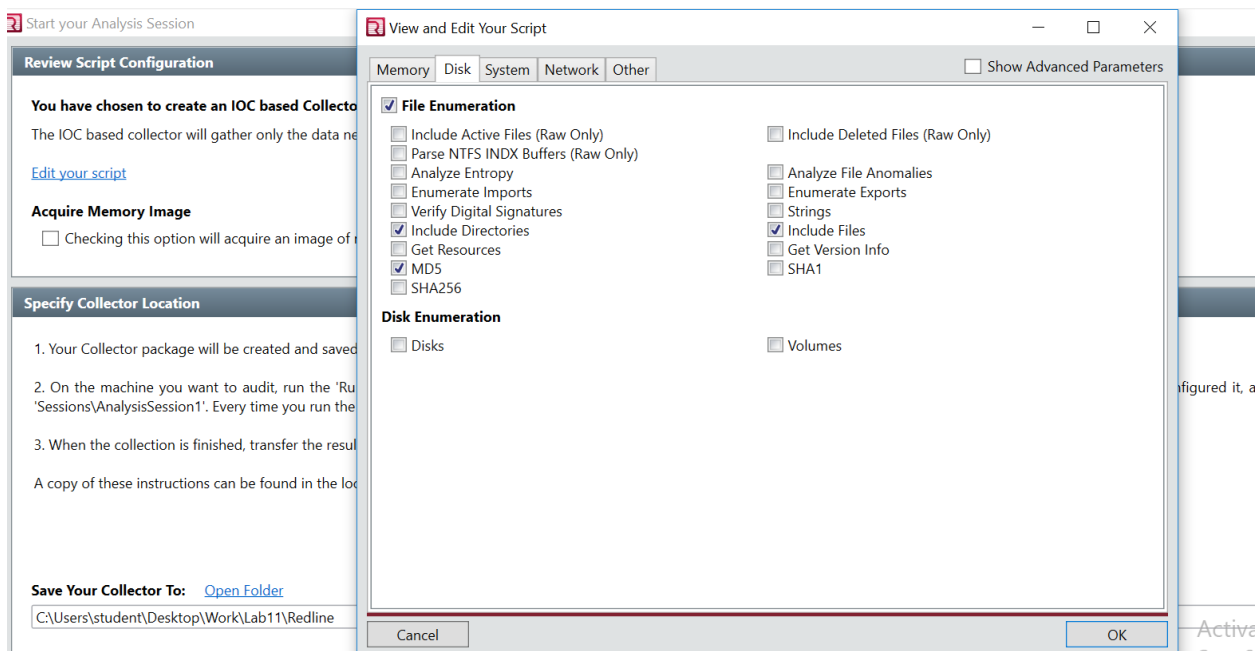 Start your Analysis Session
Review Script Configuration
You have chosen to create an IOC based Collecto
The IOC based collector will gather only the data ne
Edit your script
Acquire Memory Image
Checking this option will acquire an image of
Specify Collector Location
1. Your Collector package will be created and saved
2. On the machine you want to audit, run the 'Ru
'Sessions\AnalysisSession1'. Every time you run the
3. When the collection is finished, transfer the resul
A copy of these instructions can be found in the loc
Save Your Collector To: Open Folder
C:\Users\student\Desktop\Work\Lab11\Redline
View and Edit Your Script
Memory Disk System Network Other
Show Advanced Parameters
File Enumeration
Include Active Files (Raw Only) Include Deleted Files (Raw Only)
Parse NTFS INDX Buffers (Raw Only)
Analyze Entropy Analyze File Anomalies
Enumerate Imports Enumerate Exports
Verify Digital Signatures Strings
Include Directories Include Files
Get Resources Get Version Info
MD5 SHA1
SHA256
Disk Enumeration
Disks Volumes
Cancel OK
nfigured it, a
Activa